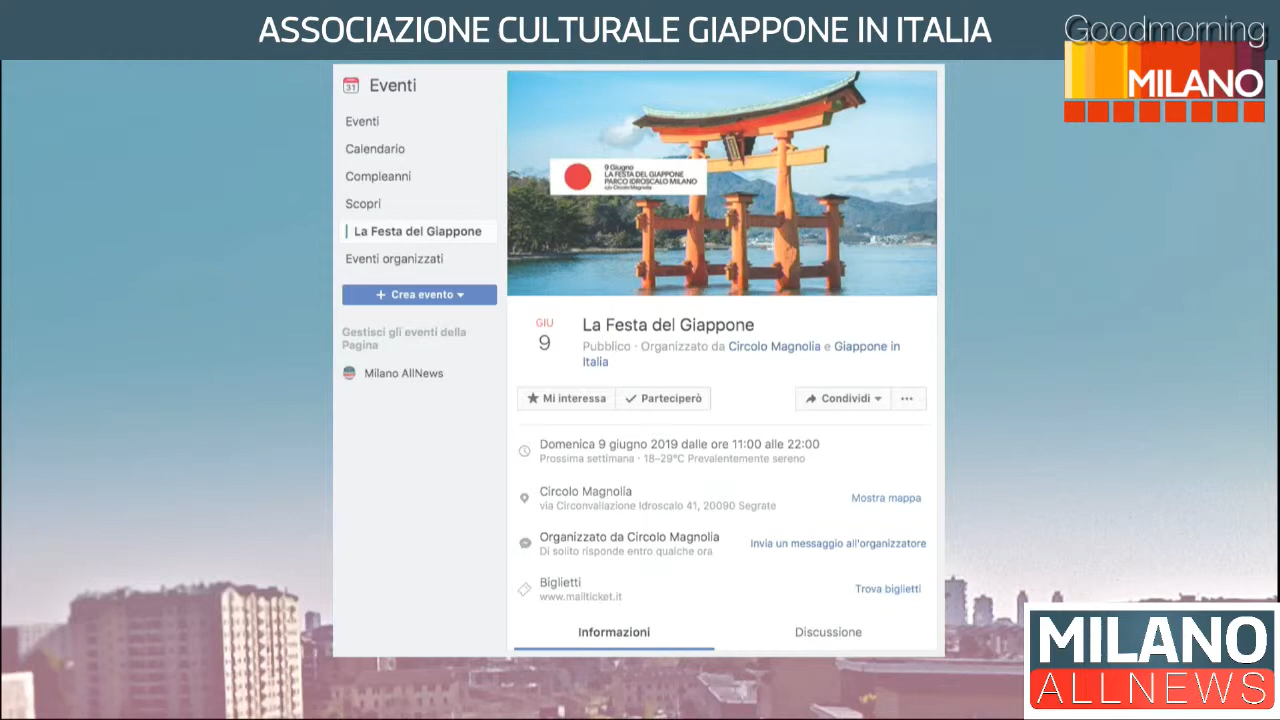 ASSOCIAZIONE CULTURALE GIAPPONE IN ITALIA
Goodmorning
MILANO
31
Eventi
Eventi
Calendario
Compleanni
Scopri
La Festa del Giappone
Eventi organizzati
+ Crea evento
Gestisci gli eventi della
Pagina
Milano AllNews
9 Giugno
LA FESTA DEL GIAPPONE
PARCO IDROSCALO MILANO
c/o Circolo Magnolia
GIU
9
La Festa del Giappone
Pubblico · Organizzato da Circolo Magnolia e Giappone in
Italia
Mi interessa
Parteciperò
Condividi
...
Domenica 9 giugno 2019 dalle ore 11:00 alle 22:00
Prossima settimana · 18–29°C Prevalentemente sereno
Circolo Magnolia
via Circonvallazione Idroscalo 41, 20090 Segrate
Mostra mappa
Organizzato da Circolo Magnolia
Di solito risponde entro qualche ora
Invia un messaggio all'organizzatore
Biglietti
www.mailticket.it
Trova biglietti
Informazioni
Discussione
MILANO
ALLNEWS